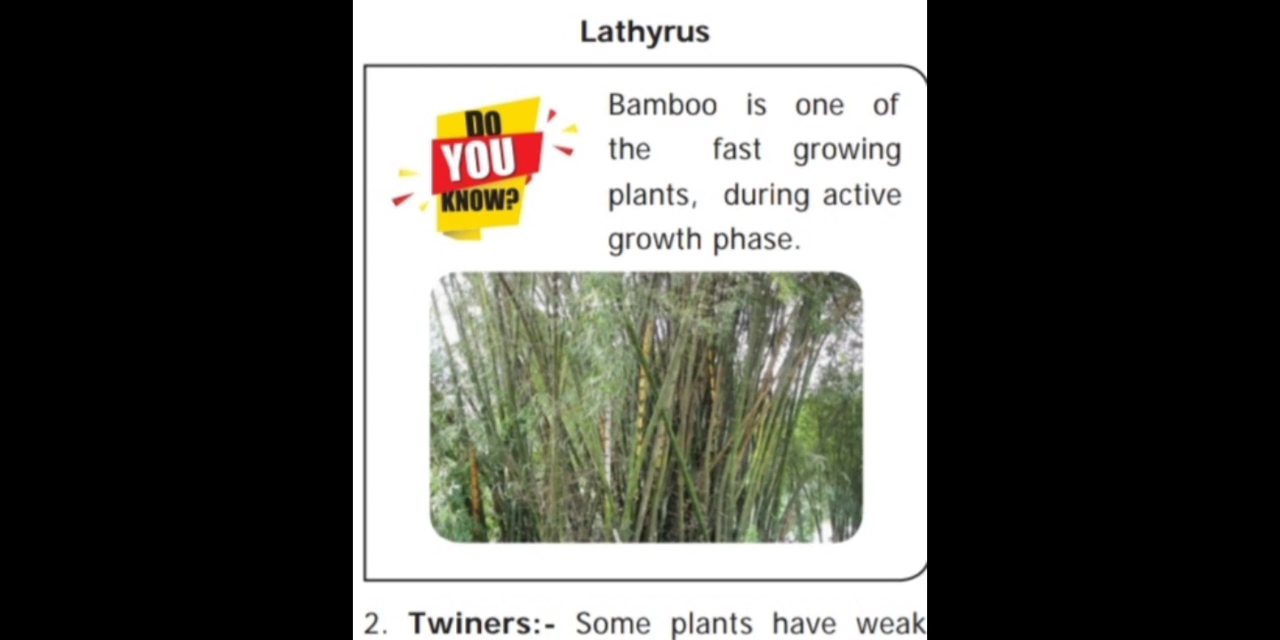 Lathyrus
DO
YOU
KNOW?
Bamboo is one of
the fast growing
plants, during active
growth phase.
2. Twiners:- Some plants have weak